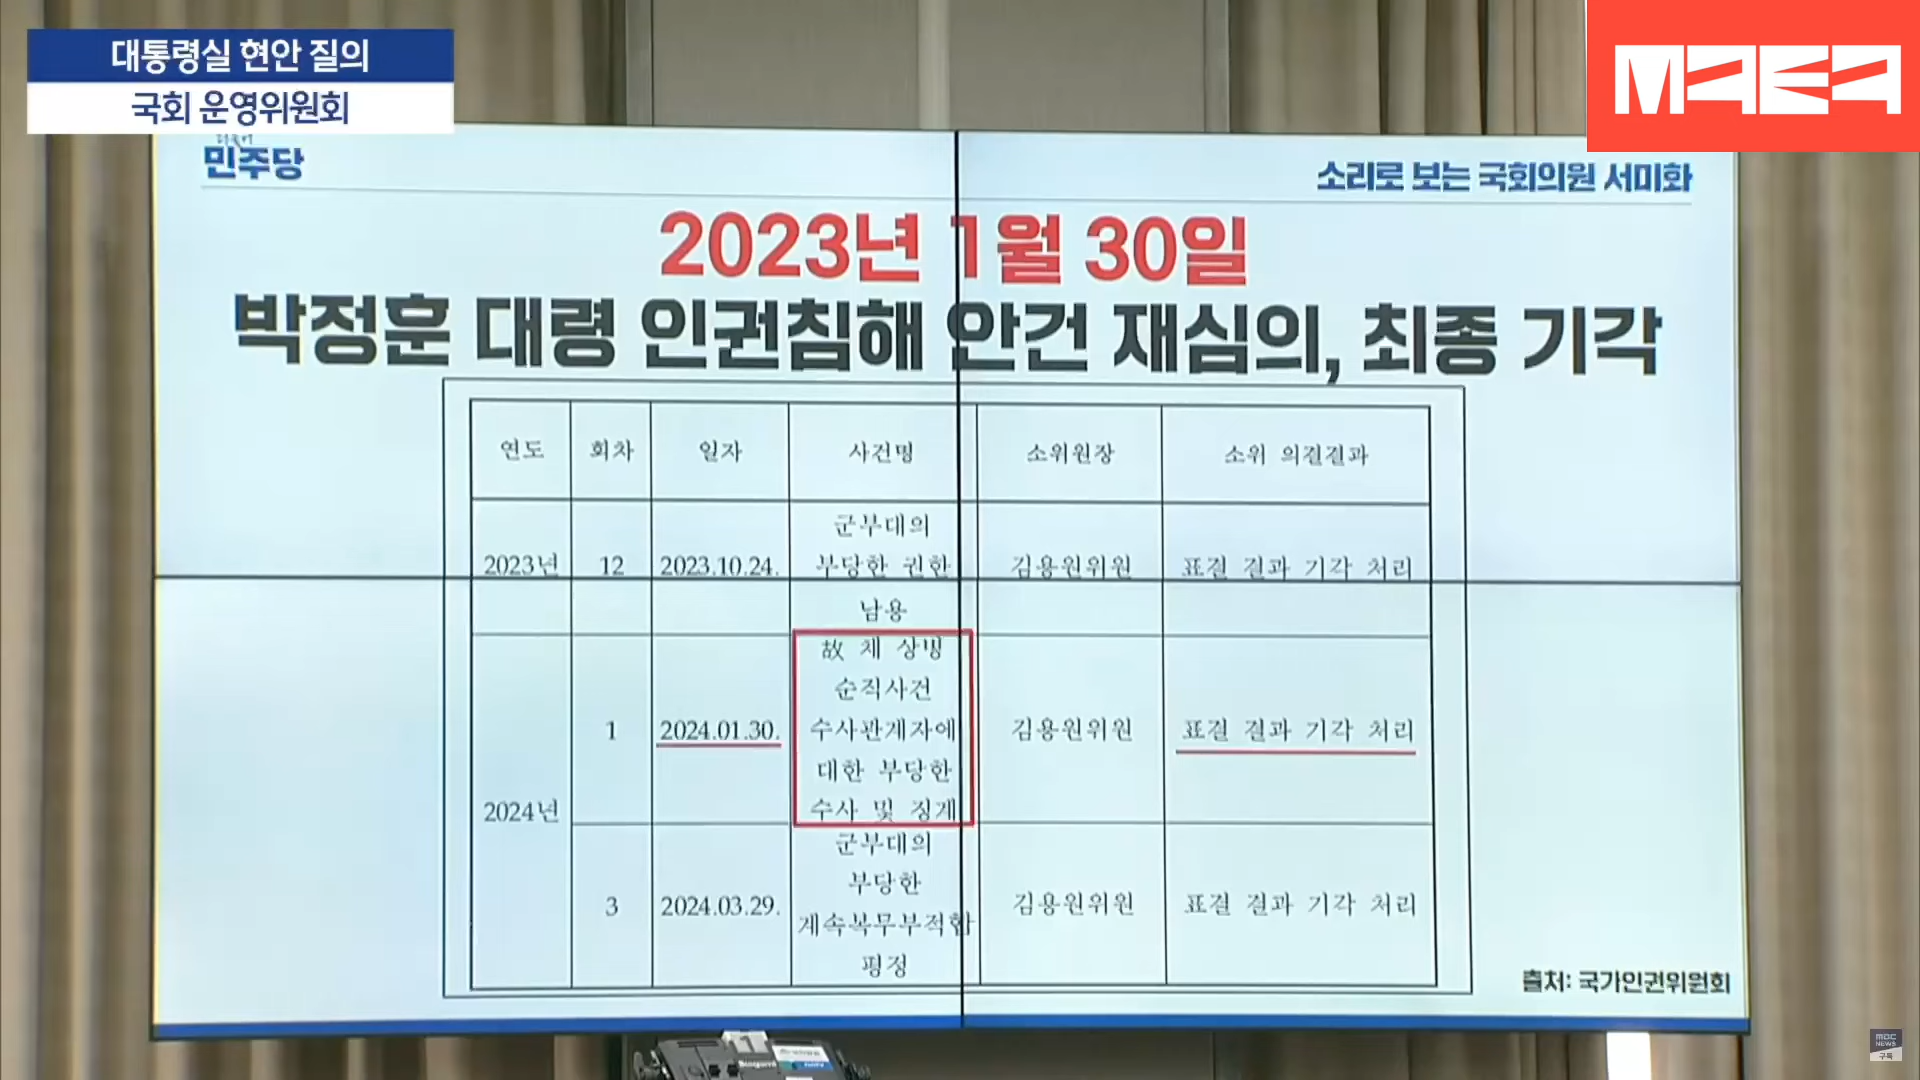 대통령실 현안 질의
국회 운영위원회
MAEA
더불어
민주당
소리로 보는 국회의원 서미화
2023년 1월 30일
박정훈 대령 인권침해 안건 재심의, 최종 기각
연도 회차 일자 사건명 소위원장 소위 의결결과
군부대의
2023년 12 2023.10.24. 부당한 권한 김용원위원 표결 결과 기각 처리
남용
故 채 상병
순직사건
1 2024.01.30. 수사관계자에 김용원위원 표결 결과 기각 처리
대한 부당한
2024년 수사 및 징계
군부대의
부당한
3 2024.03.29. 계속복무부적합 김용원위원 표결 결과 기각 처리
평정
출처: 국가인권위원회
1
MBC
NEWS
구독